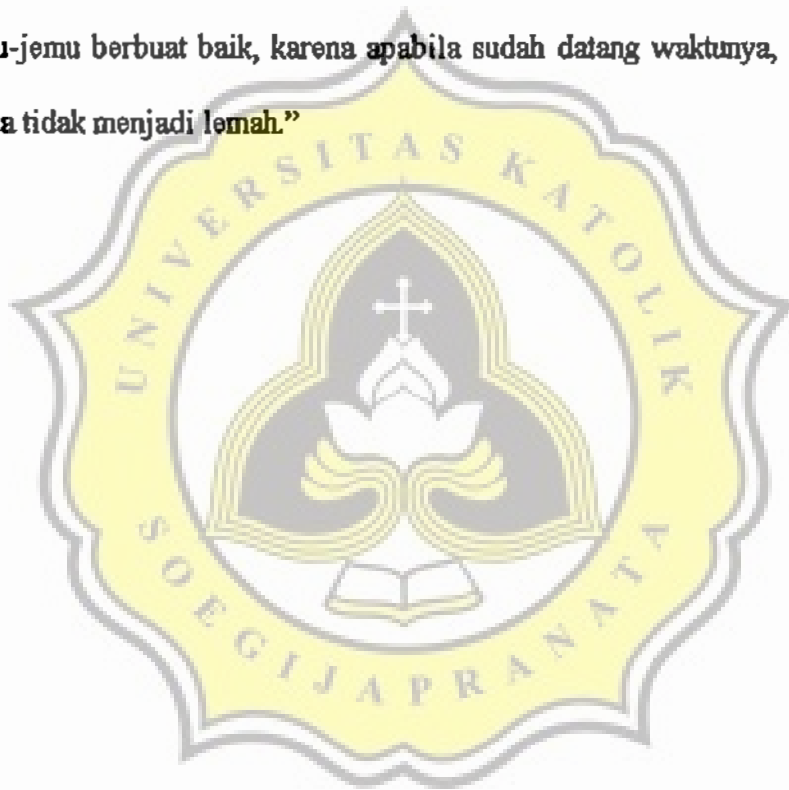 u-jemu berbuat baik, karena apabila sudah datang waktunya,
a tidak menjadi lemah.”
UNIVERSITAS KATOLIK
SOEGIJAPRANATA